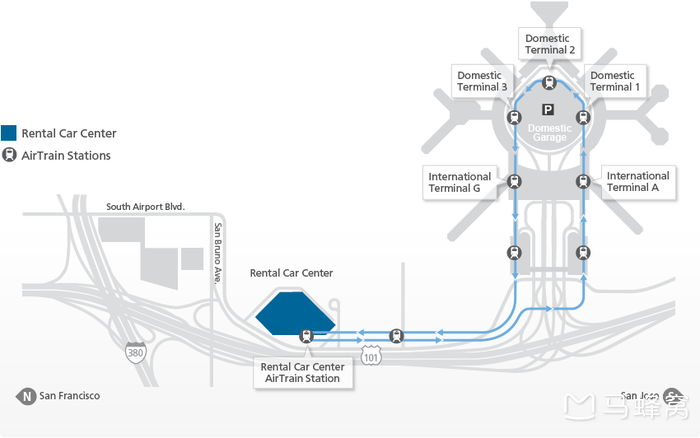 Domestic
Terminal 2
Domestic
Terminal 3
Domestic
Terminal 1
P
Domestic
Garage
Rental Car Center
AirTrain Stations
International
Terminal G
International
Terminal A
South Airport Blvd.
San Bruno Ave.
Rental Car Center
380
101
Rental Car Center
AirTrain Station
N San Francisco
San Jose S
马蜂窝